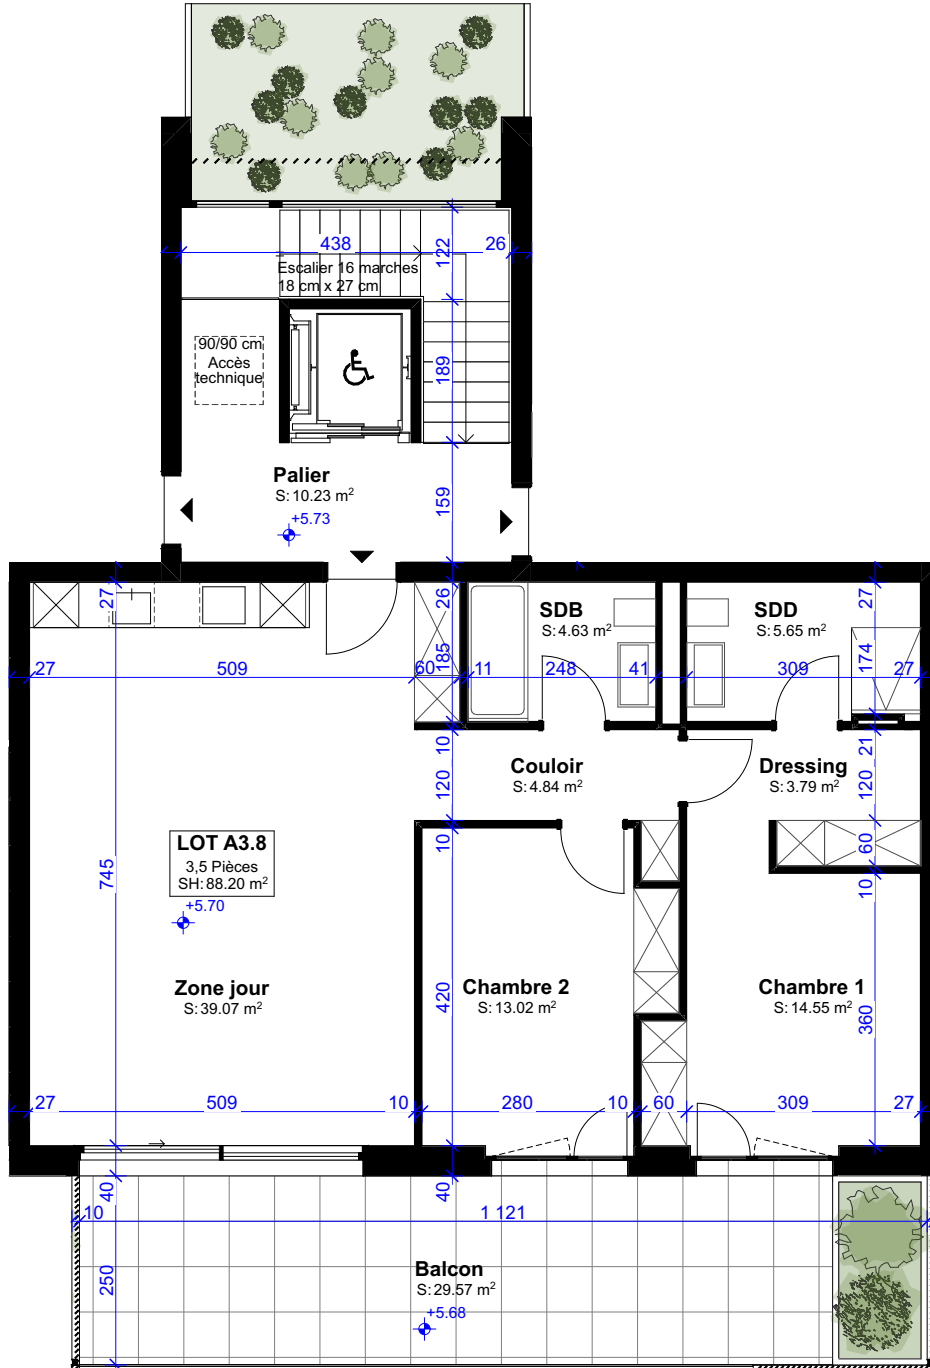 438
26
122
Escalier 16 marches
18 cm x 27 cm
90/90 cm
Accès
technique
189
Palier
S: 10.23 m²
+5.73
159
27
26
27
SDB
S: 4.63 m²
SDD
S: 5.65 m²
185
174
27
509
60
11
248
41
309
27
10
21
Couloir
S: 4.84 m²
Dressing
S: 3.79 m²
120
120
10
60
LOT A3.8
3,5 Pièces
SH: 88.20 m²
+5.70
745
10
Zone jour
S: 39.07 m²
Chambre 2
S: 13.02 m²
Chambre 1
S: 14.55 m²
420
360
27
509
10
280
10
60
309
27
40
40
10
1 121
250
Balcon
S: 29.57 m²
+5.68